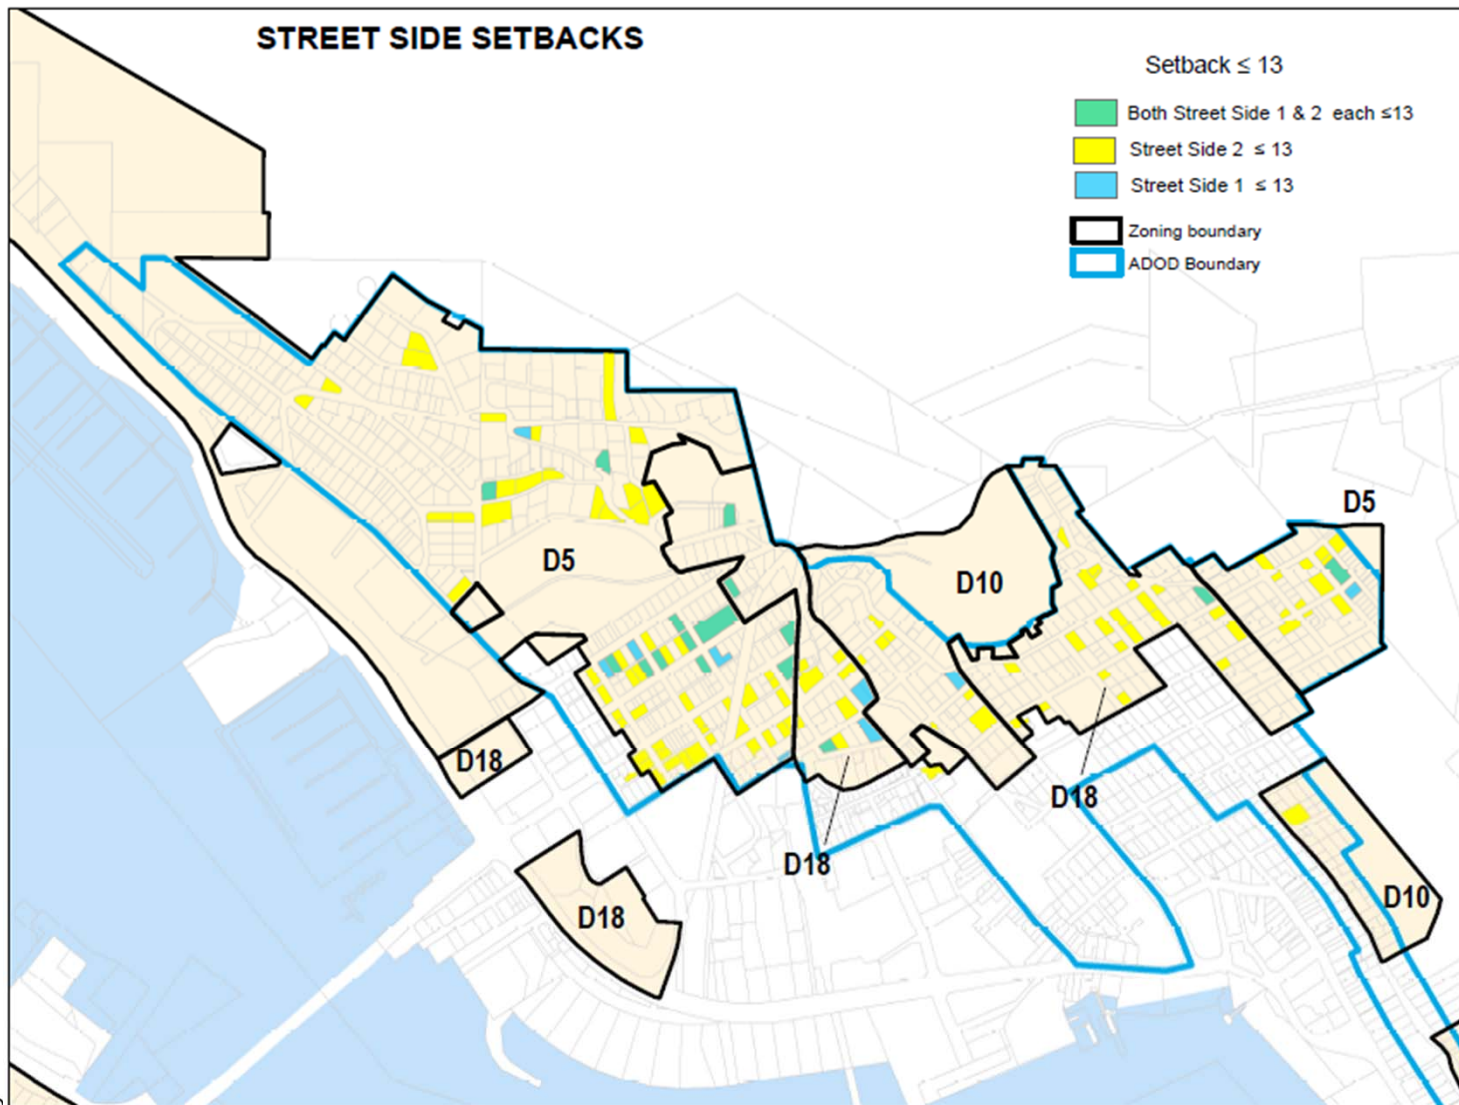 STREET SIDE SETBACKS
Setback ≤ 13
Both Street Side 1 & 2 each ≤13
Street Side 2 ≤ 13
Street Side 1 ≤ 13
Zoning boundary
ADOD Boundary
D5
D5
D10
D18
D18
D18
D18
D10